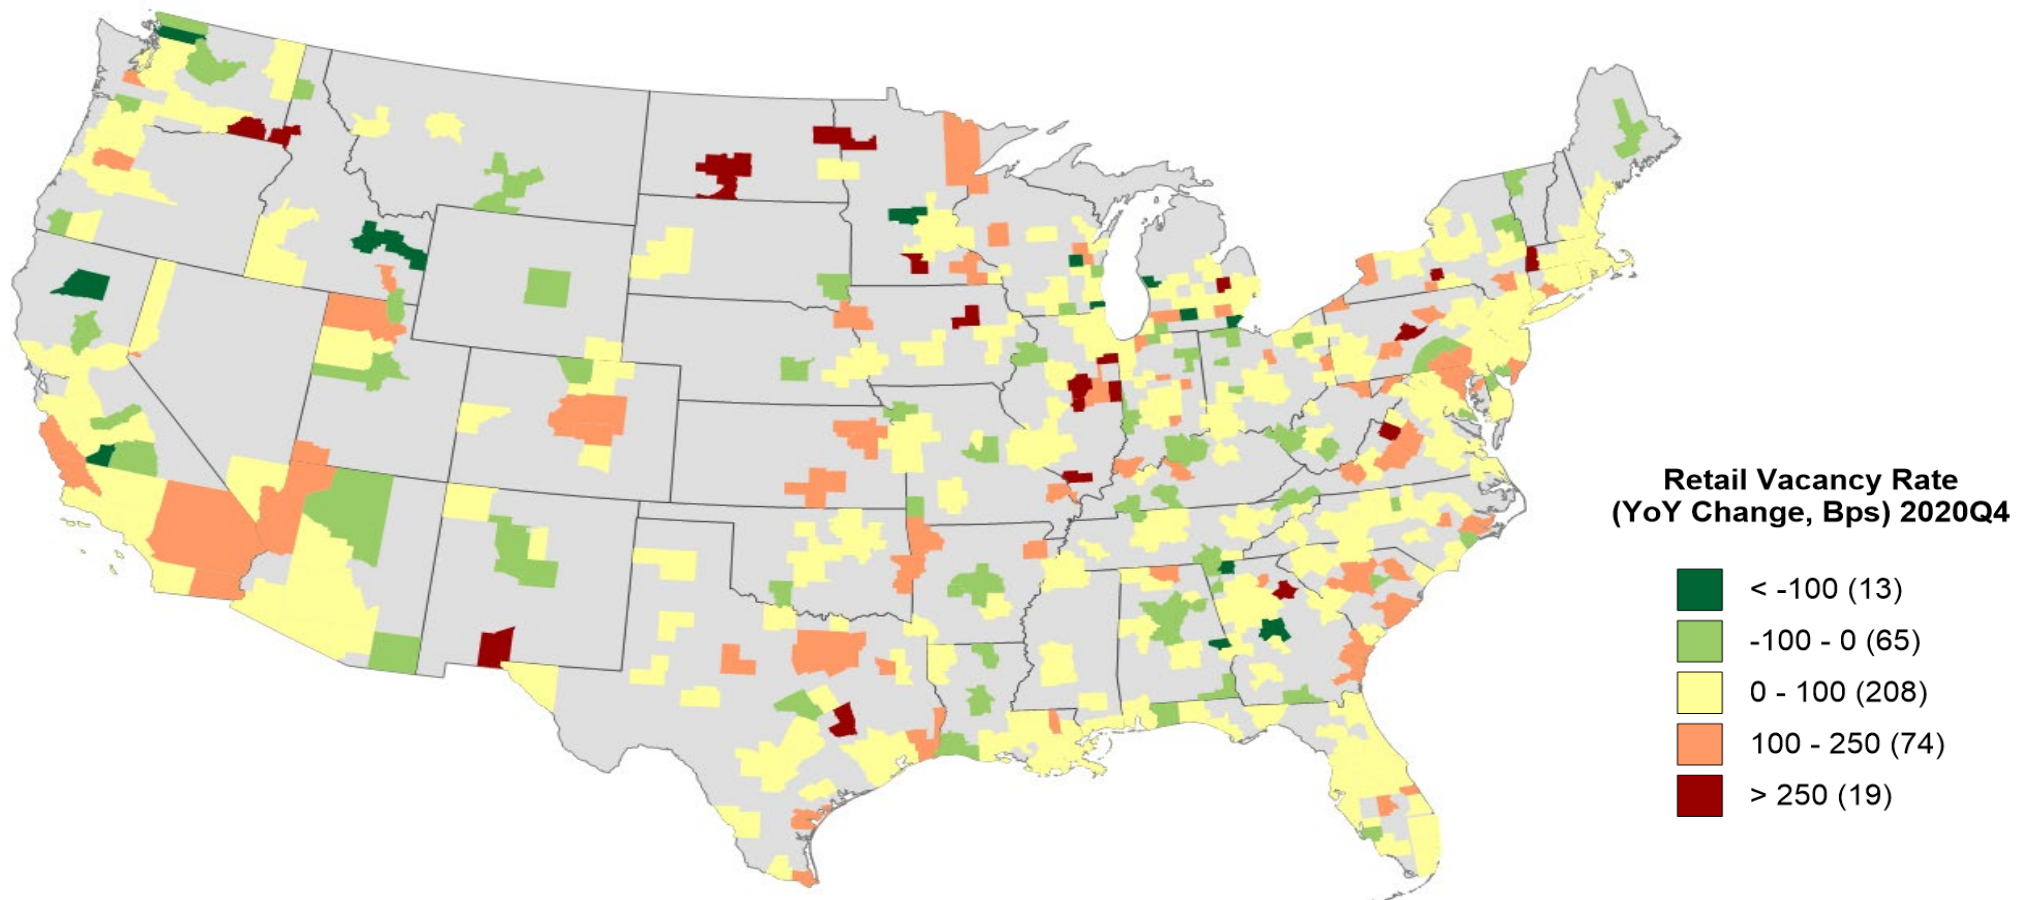 Retail Vacancy Rate
(YoY Change, Bps) 2020Q4
< -100 (13)
-100 - 0 (65)
0 - 100 (208)
100 - 250 (74)
> 250 (19)